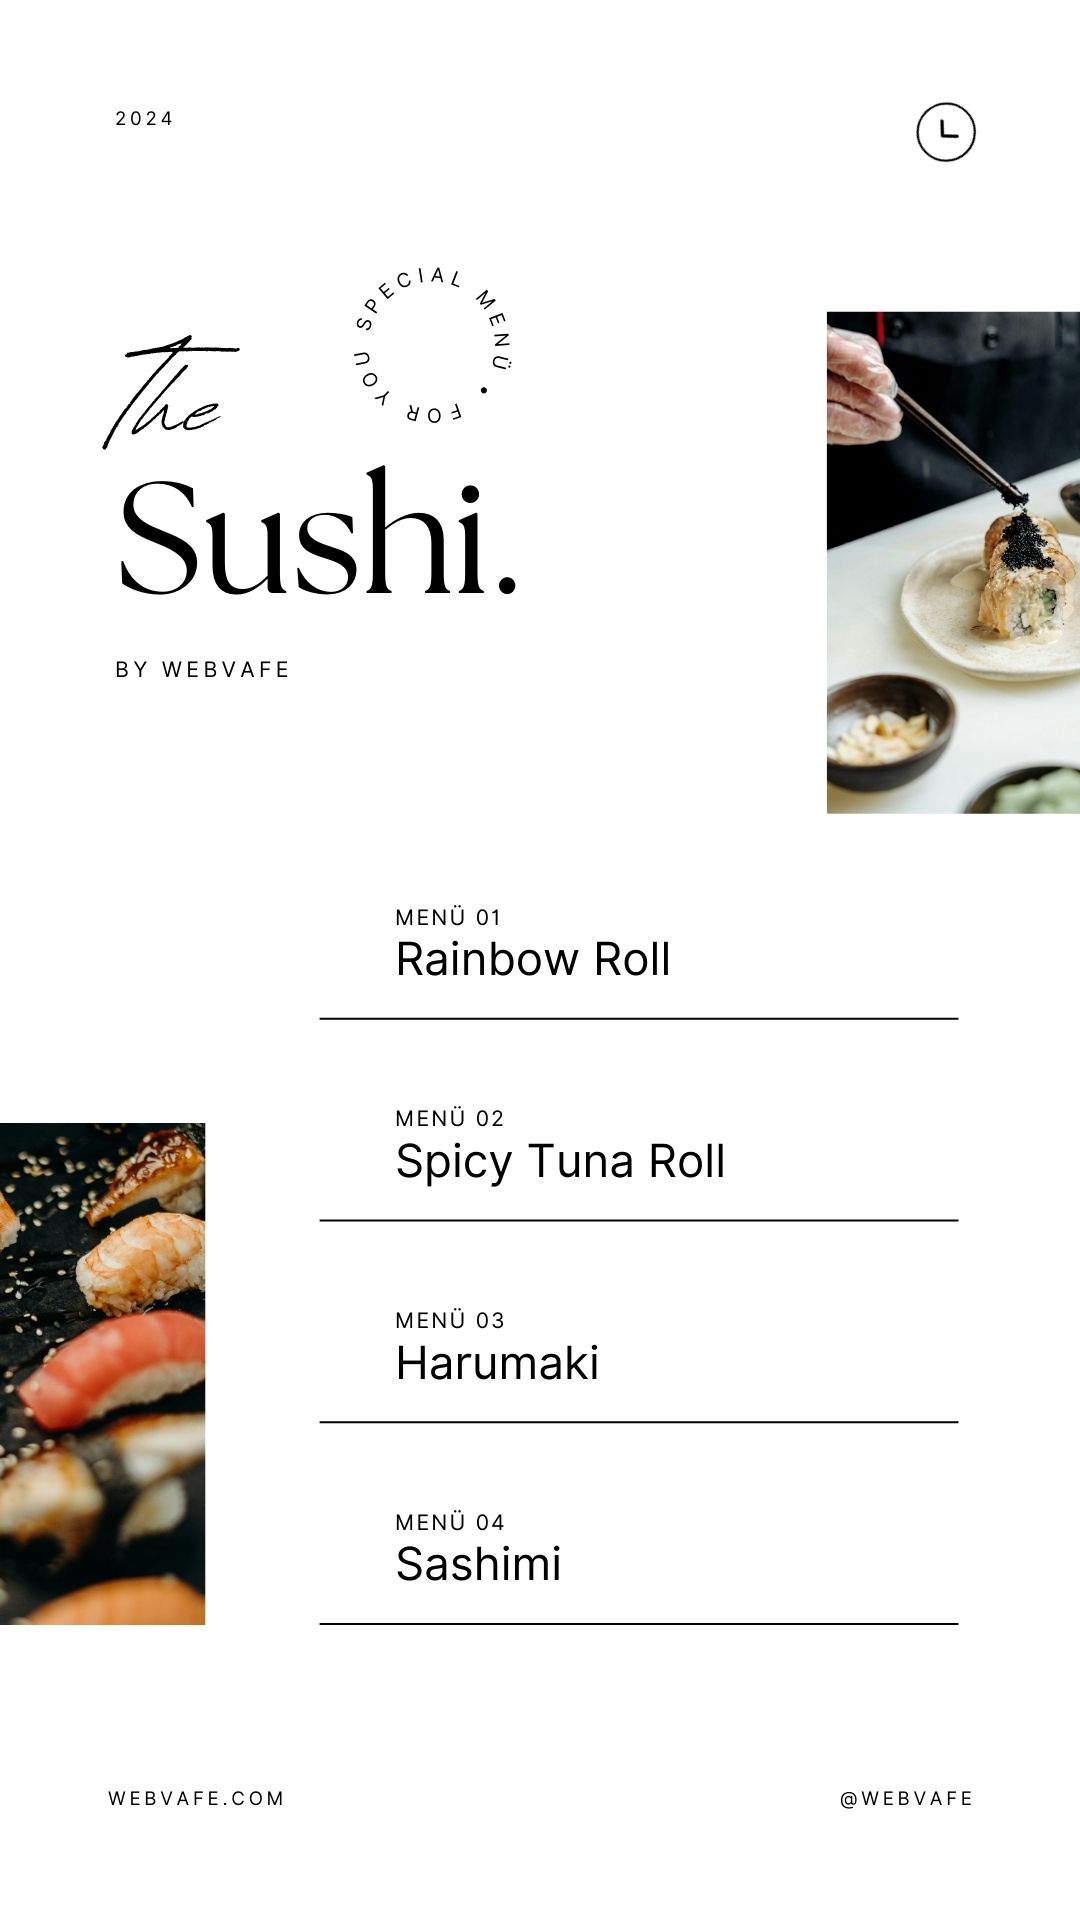 2024
SPECIAL MENÜ • FOR YOU
The
Sushi.
BY WEBVAFE
MENÜ 01
Rainbow Roll
MENÜ 02
Spicy Tuna Roll
MENÜ 03
Harumaki
MENÜ 04
Sashimi
WEBVAFE.COM
@WEBVAFE